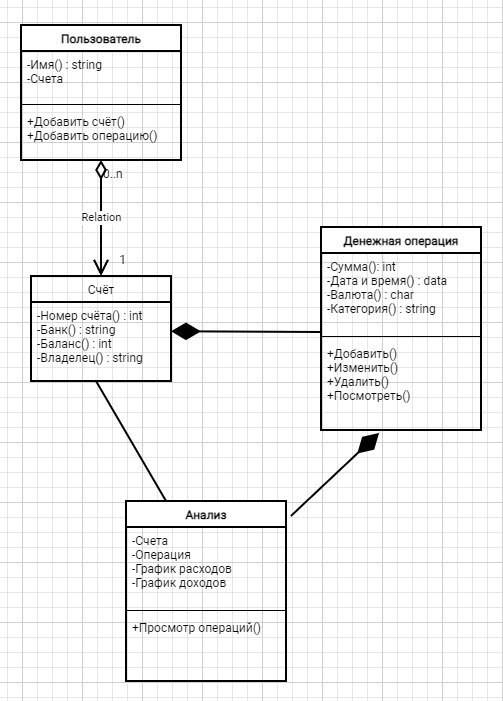 Пользователь
-Имя() : string
-Счета
+Добавить счёт()
+Добавить операцию()
0..n
Relation
1
Счёт
-Номер счёта() : int
-Банк() : string
-Баланс() : int
-Владелец() : string
Денежная операция
-Сумма(): int
-Дата и время() : data
-Валюта() : char
-Категория() : string
+Добавить()
+Изменить()
+Удалить()
+Посмотреть()
Анализ
-Счета
-Операция
-График расходов
-График доходов
+Просмотр операций()